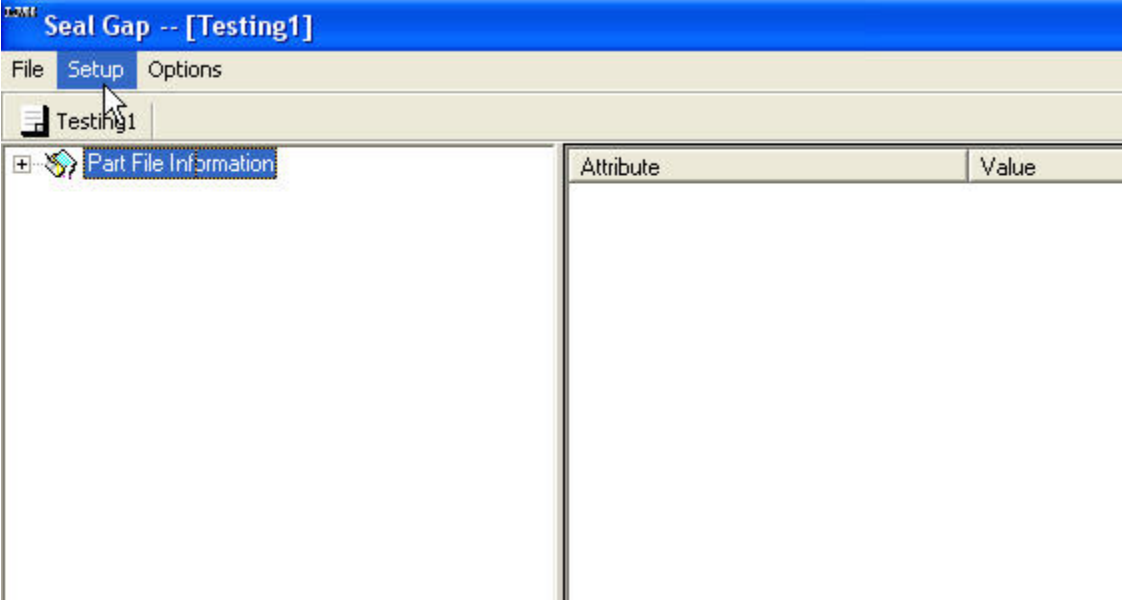 Seal Gap -- [Testing1]
File Setup Options
Testing1
Part File Information
Attribute Value